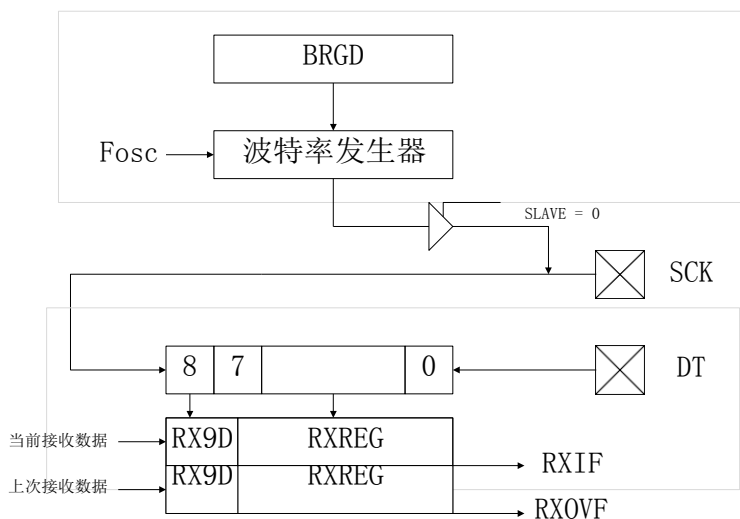 BRGD
Fosc
波特率发生器
SLAVE = 0
SCK
8 7 0
DT
当前接收数据
RX9D RXREG
RXIF
上次接收数据
RX9D RXREG
RXOVF